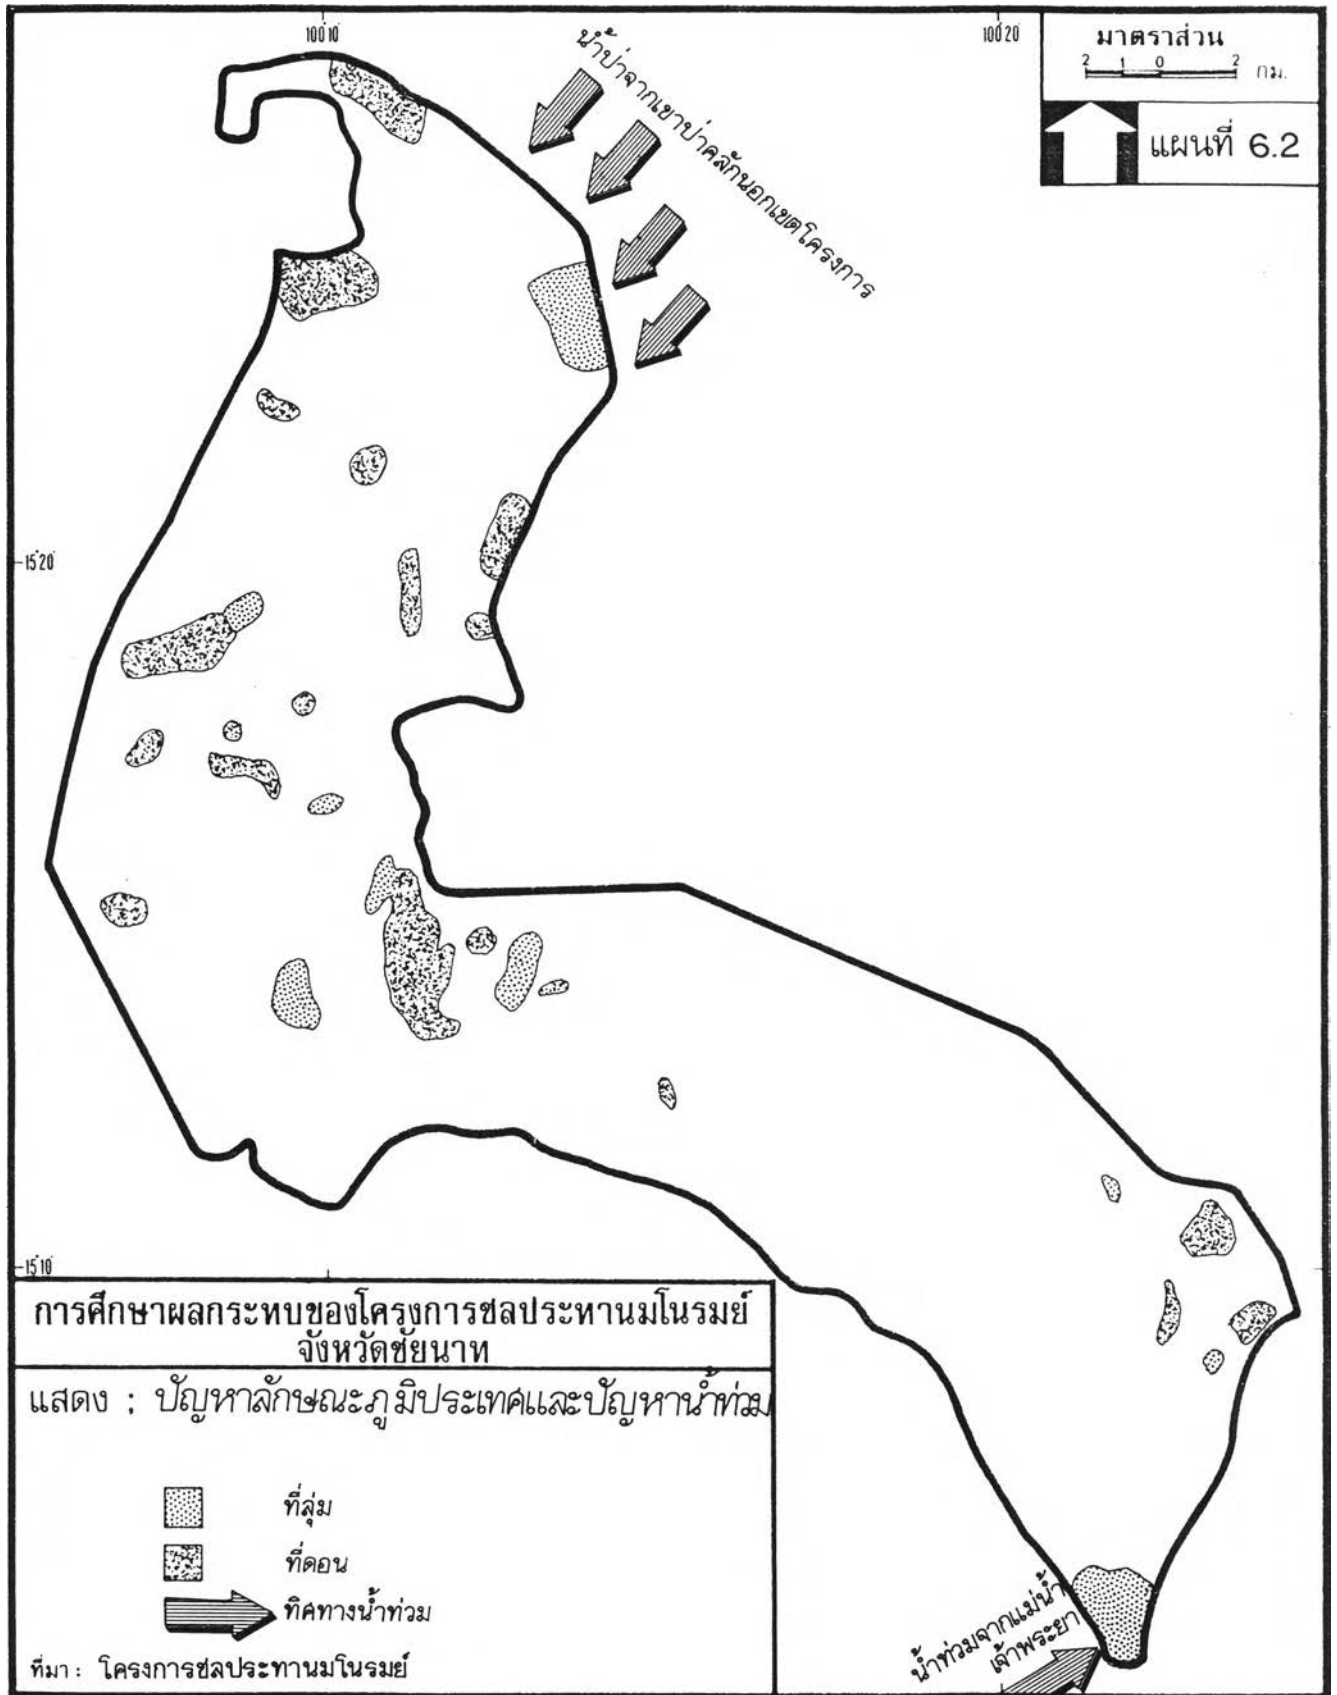 100°10'
100°20'
มาตราส่วน
2 1 0 2 กม.
แผนที่ 6.2
น้ำป่าจากเขาป่าคลักนอกเขตโครงการ
15°20'
15°10'
การศึกษาผลกระทบของโครงการชลประทานมโนรมย์
จังหวัดชัยนาท
แสดง : ปัญหาลักษณะภูมิประเทศและปัญหาน้ำท่วม
ที่ลุ่ม
ที่ดอน
ทิศทางน้ำท่วม
ที่มา : โครงการชลประทานมโนรมย์
น้ำท่วมจากแม่น้ำ
เจ้าพระยา